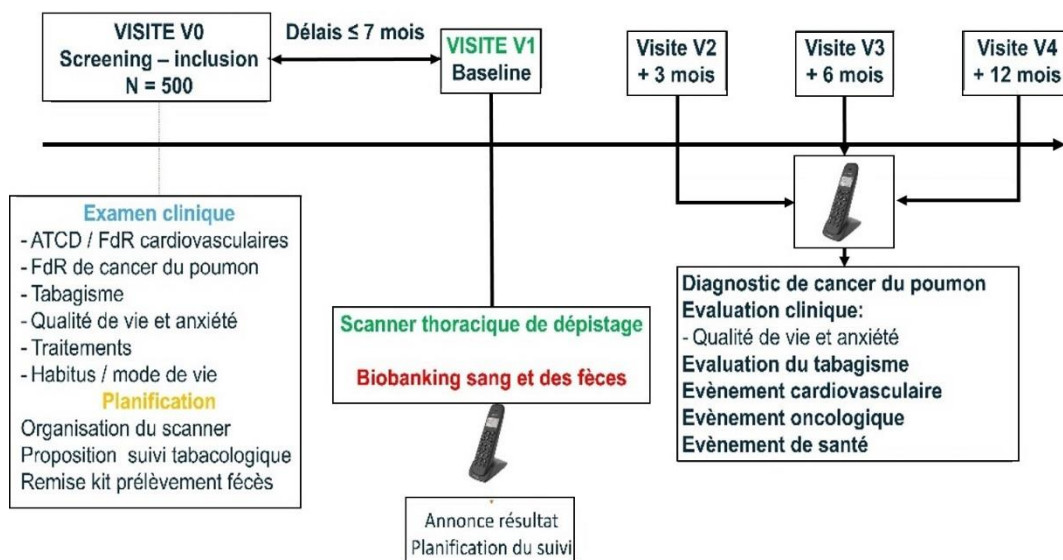 VISITE V0
Screening – inclusion
N = 500
Délais ≤ 7 mois
VISITE V1
Baseline
Visite V2
+ 3 mois
Visite V3
+ 6 mois
Visite V4
+ 12 mois
Examen clinique
- ATCD / FdR cardiovasculaires
- FdR de cancer du poumon
- Tabagisme
- Qualité de vie et anxiété
- Traitements
- Habitus / mode de vie
Planification
Organisation du scanner
Proposition suivi tabacologique
Remise kit prélèvement fécès
Scanner thoracique de dépistage
Biobanking sang et des fèces
Annonce résultat
Planification du suivi
Diagnostic de cancer du poumon
Evaluation clinique:
- Qualité de vie et anxiété
Evaluation du tabagisme
Evènement cardiovasculaire
Evènement oncologique
Evènement de santé